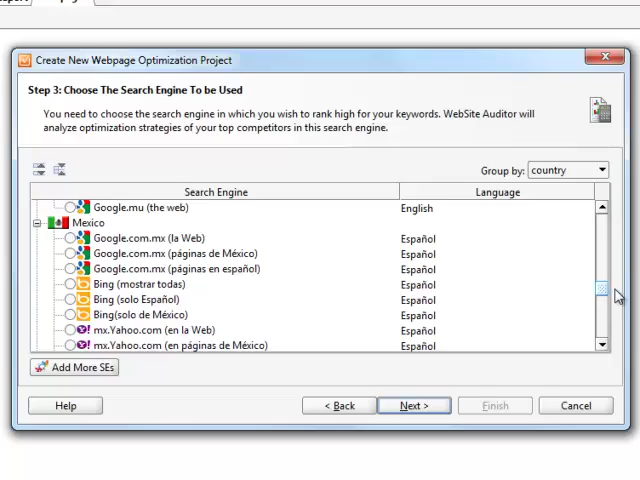 Create New Webpage Optimization Project
Step 3: Choose The Search Engine To be Used
You need to choose the search engine in which you wish to rank high for your keywords. WebSite Auditor will
analyze optimization strategies of your top competitors in this search engine.
Group by: country
Search Engine Language
Google.mu (the web) English
Mexico
Google.com.mx (la Web) Español
Google.com.mx (páginas de México) Español
Google.com.mx (páginas en español) Español
Bing (mostrar todas) Español
Bing (solo Español) Español
Bing(solo de México) Español
mx.Yahoo.com (en la Web) Español
mx.Yahoo.com (en páginas de México) Español
Add More SEs
Help < Back Next > Finish Cancel